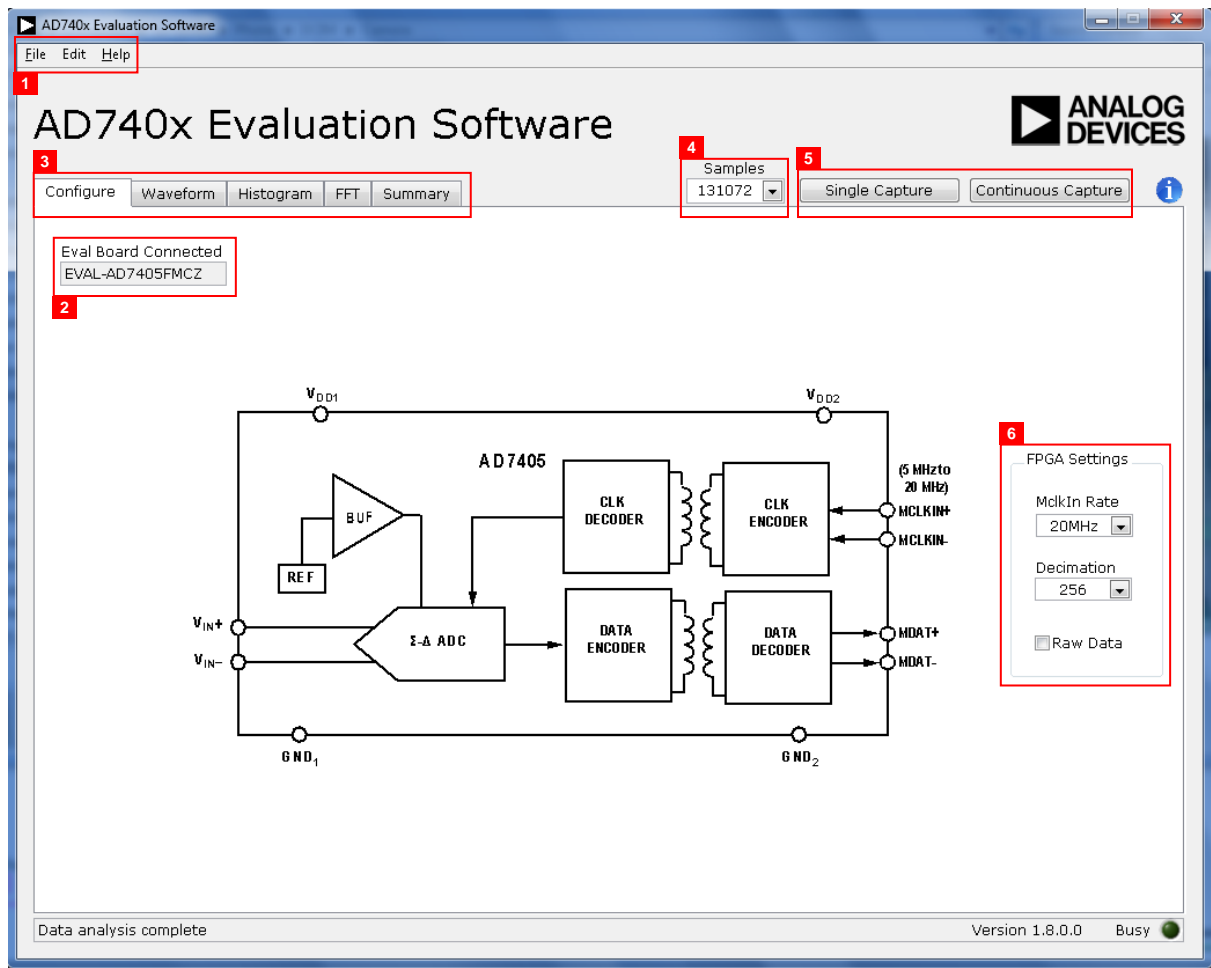 AD740x Evaluation Software
File Edit Help
1
AD740x Evaluation Software
ANALOG
DEVICES
3
Configure Waveform Histogram FFT Summary
4
Samples
131072
5
Single Capture Continuous Capture
i
Eval Board Connected
EVAL-AD7405FMCZ
2
VDD1
VDD2
AD7405
BUF
REF
CLK
DECODER
CLK
ENCODER
(5 MHz to
20 MHz)
MCLKIN+
MCLKIN-
VIN+
VIN–
Σ-Δ ADC
DATA
ENCODER
DATA
DECODER
MDAT+
MDAT-
GND1
GND2
6
FPGA Settings
MclkIn Rate
20MHz
Decimation
256
Raw Data
Data analysis complete
Version 1.8.0.0 Busy